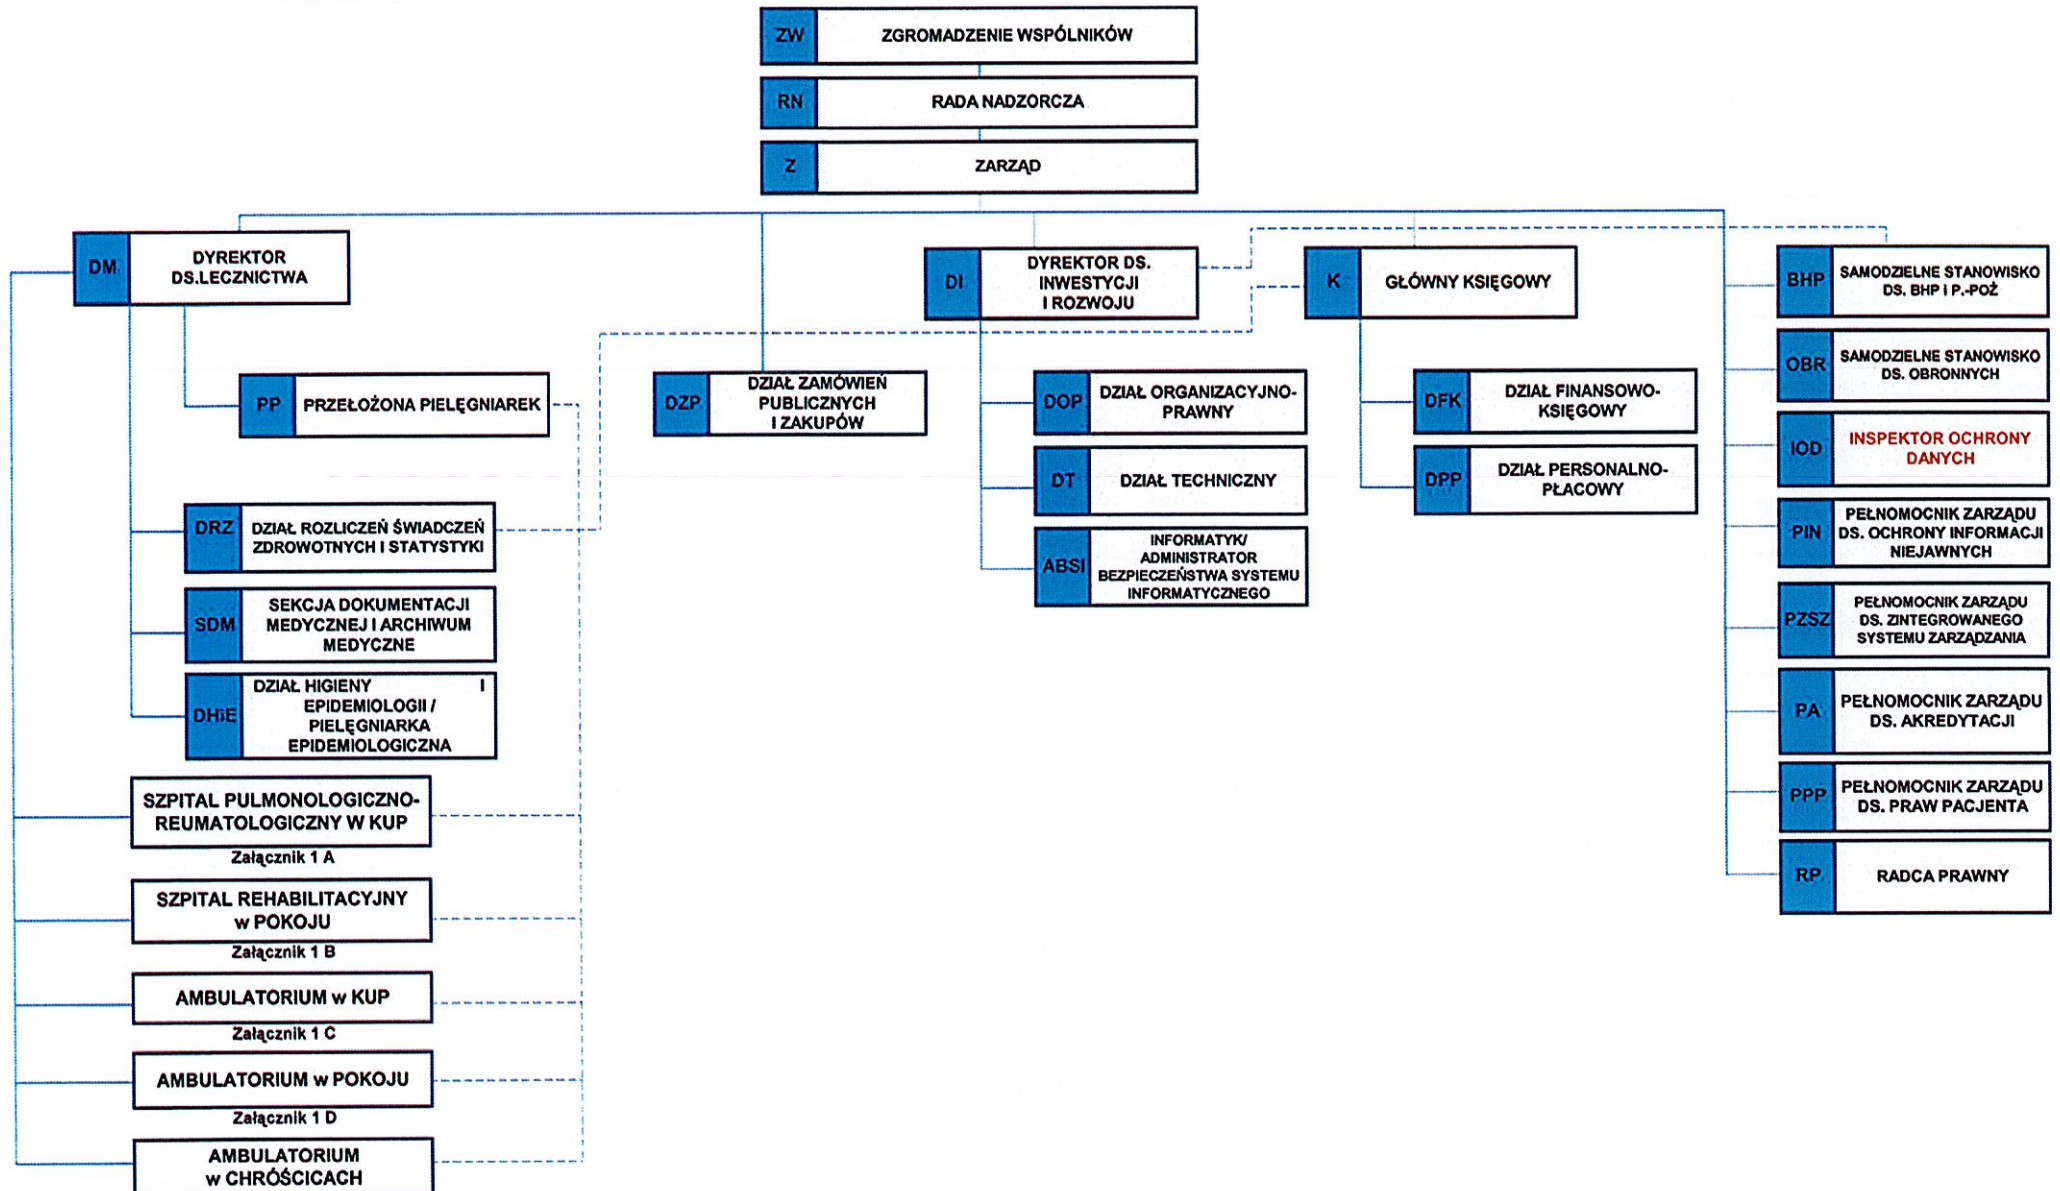 ZW
ZGROMADZENIE WSPÓLNIKÓW
RN
RADA NADZORCZA
Z
ZARZĄD
DM
DYREKTOR
DS.LECZNICTWA
DI
DYREKTOR DS.
INWESTYCJI
I ROZWOJU
K
GŁÓWNY KSIĘGOWY
PP
PRZEŁOŻONA PIELĘGNIAREK
DZP
DZIAŁ ZAMÓWIEŃ
PUBLICZNYCH
I ZAKUPÓW
DOP
DZIAŁ ORGANIZACYJNO-
PRAWNY
DT
DZIAŁ TECHNICZNY
ABSI
INFORMATYK/
ADMINISTRATOR
BEZPIECZEŃSTWA SYSTEMU
INFORMATYCZNEGO
DFK
DZIAŁ FINANSOWO-
KSIĘGOWY
DPP
DZIAŁ PERSONALNO-
PŁACOWY
BHP
SAMODZIELNE STANOWISKO
DS. BHP i P.-POŻ
OBR
SAMODZIELNE STANOWISKO
DS. OBRONNYCH
IOD
INSPEKTOR OCHRONY
DANYCH
PIN
PEŁNOMOCNIK ZARZĄDU
DS. OCHRONY INFORMACJI
NIEJAWNYCH
PZSZ
PEŁNOMOCNIK ZARZĄDU
DS. ZINTEGROWANEGO
SYSTEMU ZARZĄDZANIA
PA
PEŁNOMOCNIK ZARZĄDU
DS. AKREDYTACJI
PPP
PEŁNOMOCNIK ZARZĄDU
DS. PRAW PACJENTA
RP
RADCA PRAWNY
DRZ
DZIAŁ ROZLICZEŃ ŚWIADCZEŃ
ZDROWOTNYCH I STATYSTYKI
SDM
SEKCJA DOKUMENTACJI
MEDYCZNEJ I ARCHIWUM
MEDYCZNE
DHiE
DZIAŁ HIGIENY I
EPIDEMIOLOGII /
PIELĘGNIARKA
EPIDEMIOLOGICZNA
SZPITAL PULMONOLOGICZNO-
REUMATOLOGICZNY W KUP
Załącznik 1 A
SZPITAL REHABILITACYJNY
w POKOJU
Załącznik 1 B
AMBULATORIUM w KUP
Załącznik 1 C
AMBULATORIUM w POKOJU
Załącznik 1 D
AMBULATORIUM
w CHRÓŚCICACH